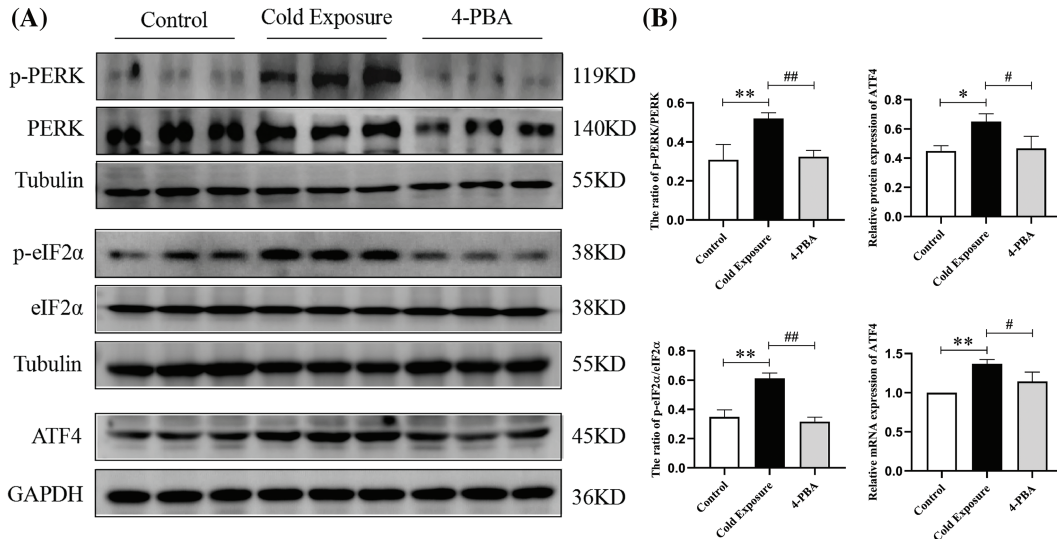 (A)
Control Cold Exposure 4-PBA
p-PERK 119KD
PERK 140KD
Tubulin 55KD
p-eIF2α 38KD
eIF2α 38KD
Tubulin 55KD
ATF4 45KD
GAPDH 36KD
(B)
The ratio of p-PERK/PERK
0.6
0.4
0.2
0.0
** ##
Control Cold Exposure 4-PBA
Relative protein expression of ATF4
0.8
0.6
0.4
0.2
0.0
* #
Control Cold Exposure 4-PBA
The ratio of p-eIF2α/eIF2α
0.8
0.6
0.4
0.2
0.0
** ##
Control Cold Exposure 4-PBA
Relative mRNA expression of ATF4
1.5
1.0
0.5
0.0
** #
Control Cold Exposure 4-PBA